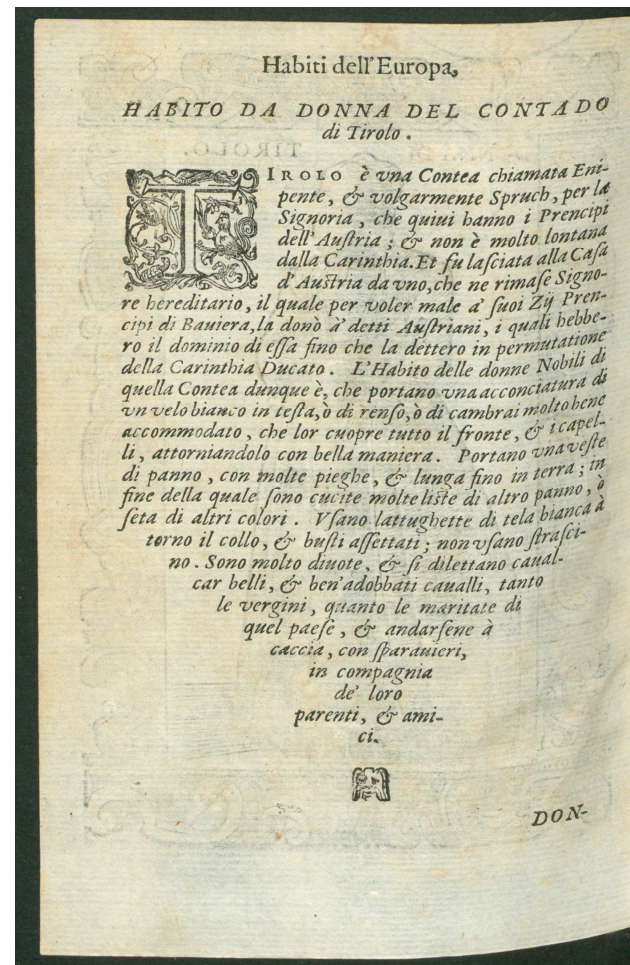 Habiti dell'Europa,
HABITO DA DONNA DEL CONTADO
di Tirolo.
TIROLO è vna Contea chiamata Eni-
pente, & volgarmente Spruch, per la
Signoria, che quiui hanno i Prencipi
dell'Auſtria; & non è molto lontana
dalla Carinthia. Et fu laſciata alla Caſa
d'Auſtria da vno, che ne rimaſe Signo-
re hereditario, il quale per voler male a' ſuoi Zij Pren-
cipi di Bauiera, la donò à detti Auſtriani, i quali hebbe-
ro il dominio di eſſa fino che la dettero in permutatione
della Carinthia Ducato. L'Habito delle donne Nobili di
quella Contea dunque è, che portano vna acconciatura di
vn velo bianco in teſta, ò di renſo, ò di cambrai molto bene
accommodato, che lor cuopre tutto il fronte, & i capel-
li, attorniandolo con bella maniera. Portano vna veſte
di panno, con molte pieghe, & lunga fino in terra; in
fine della quale ſono cucite molte liſte di altro panno, ò
ſeta di altri colori. Vſano lattughette di tela bianca à
torno il collo, & buſti aſſettati; non vſano ſtraſci-
no. Sono molto diuote, & ſi dilettano caual-
car belli, & ben'adobbati caualli, tanto
le vergini, quanto le maritate di
quel paeſe, & andarſene à
caccia, con ſparauieri,
in compagnia
de' loro
parenti, & ami-
ci.
DON-